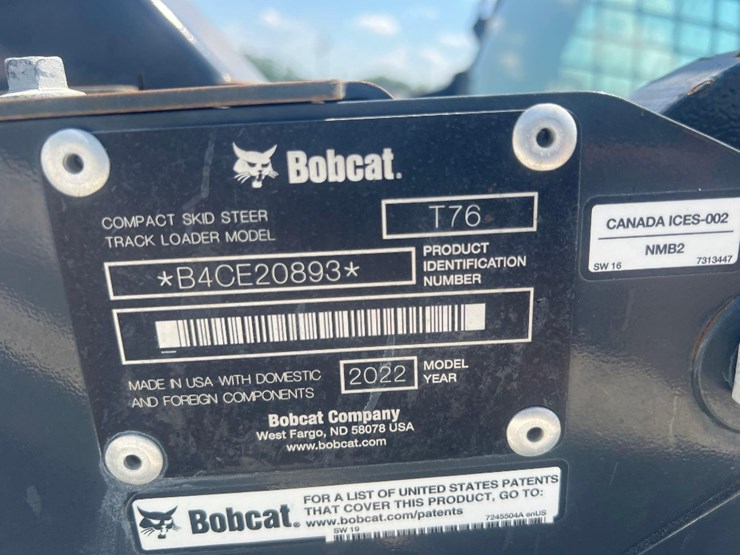 Bobcat.
COMPACT SKID STEER
TRACK LOADER MODEL
T76
*B4CE20893*
PRODUCT
IDENTIFICATION
NUMBER
MADE IN USA WITH DOMESTIC
AND FOREIGN COMPONENTS
2022
MODEL
YEAR
Bobcat Company
West Fargo, ND 58078 USA
www.bobcat.com
CANADA ICES-002
NMB2
SW 16
7313447
Bobcat.
FOR A LIST OF UNITED STATES PATENTS
THAT COVER THIS PRODUCT, GO TO:
www.bobcat.com/patents
SW 19
7245504A enUS